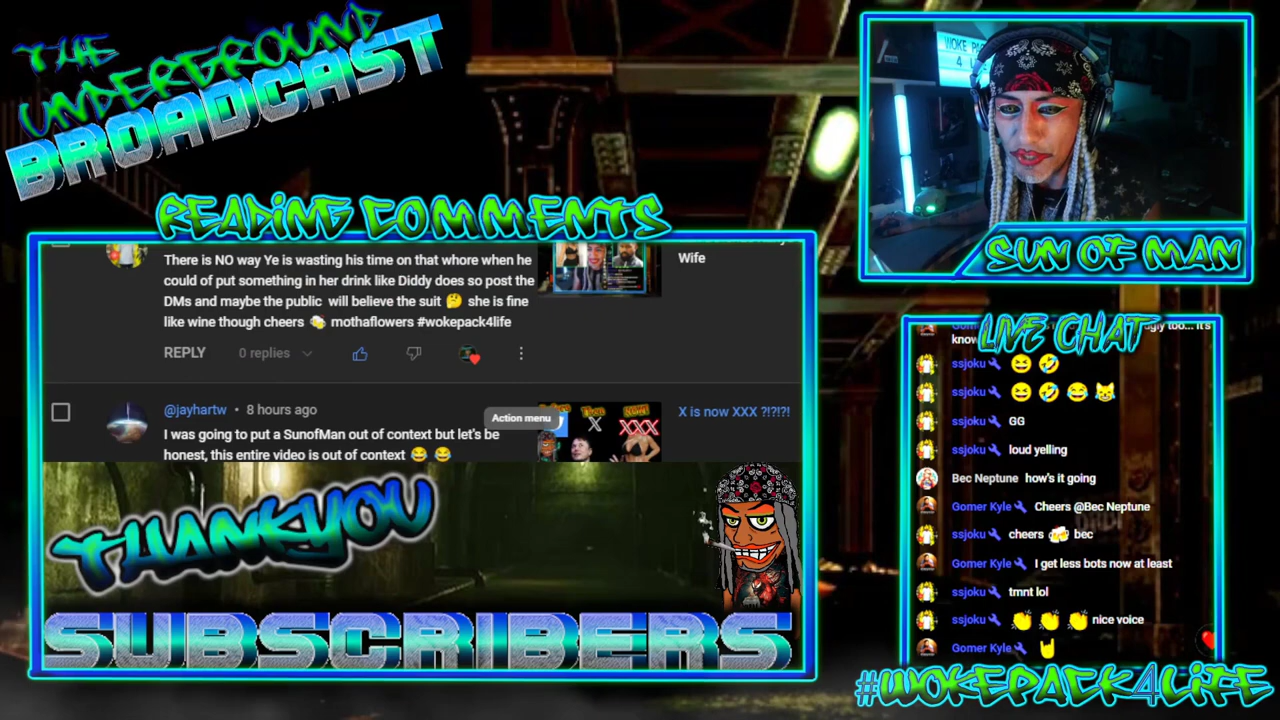 THE
UNDERGROUND
BROADCAST
READING COMMENTS
There is NO way Ye is wasting his time on that whore when he
could of put something in her drink like Diddy does so post the
DMs and maybe the public will believe the suit 🤔 she is fine
like wine though cheers 🍻 mothaflowers #wokepack4life
Wife
REPLY 0 replies
@jayhartw • 8 hours ago
I was going to put a SunofMan out of context but let's be
honest, this entire video is out of context 😂 😂
Action menu
X
XXX
X is now XXX ?!?!?!
THANKYOU
SUBSCRIBERS
WOKE
4
SUN OF MAN
LIVE CHAT
too... it's
know
ssjoku 😆 🤣
ssjoku 😆 🤣 😂 😹
ssjoku GG
ssjoku loud yelling
Bec Neptune how's it going
Gomer Kyle Cheers @Bec Neptune
ssjoku cheers 🍻 bec
Gomer Kyle I get less bots now at least
ssjoku tmnt lol
ssjoku 👏 👏 👏 nice voice
Gomer Kyle 🤘
#WOKEPACK4LIFE